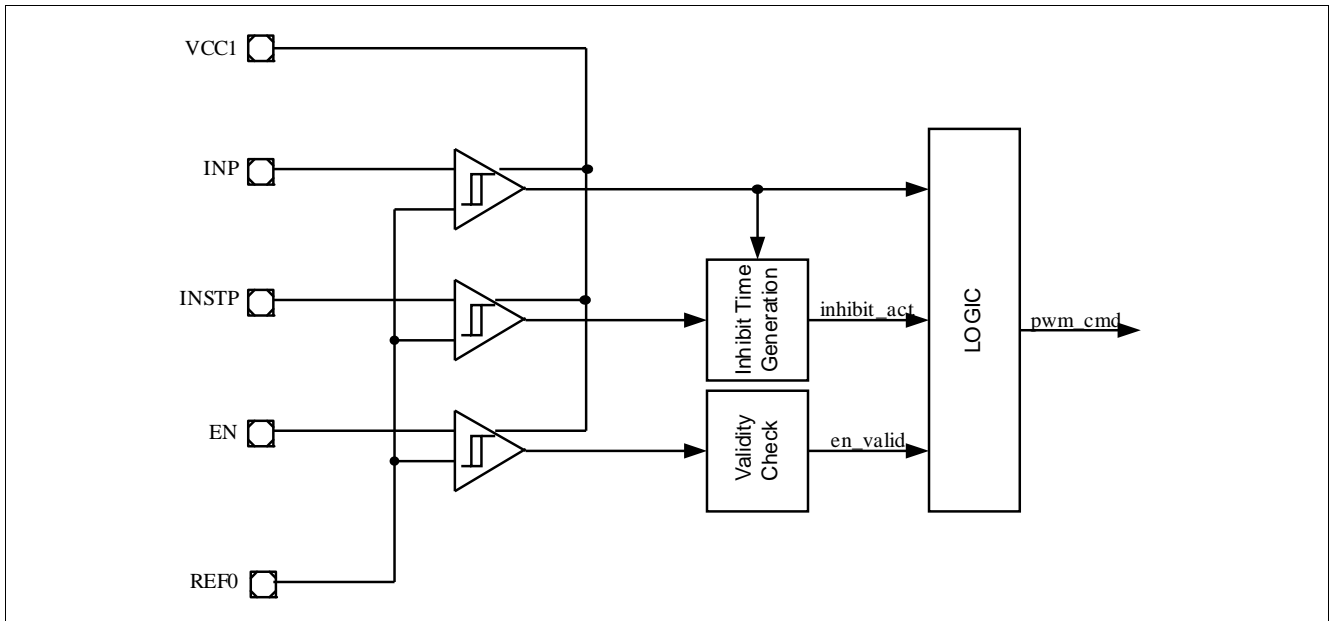 VCC1
INP
INSTP
EN
REF0
Inhibit Time
Generation
inhibit_act
Validity
Check
en_valid
LOGIC
pwm_cmd